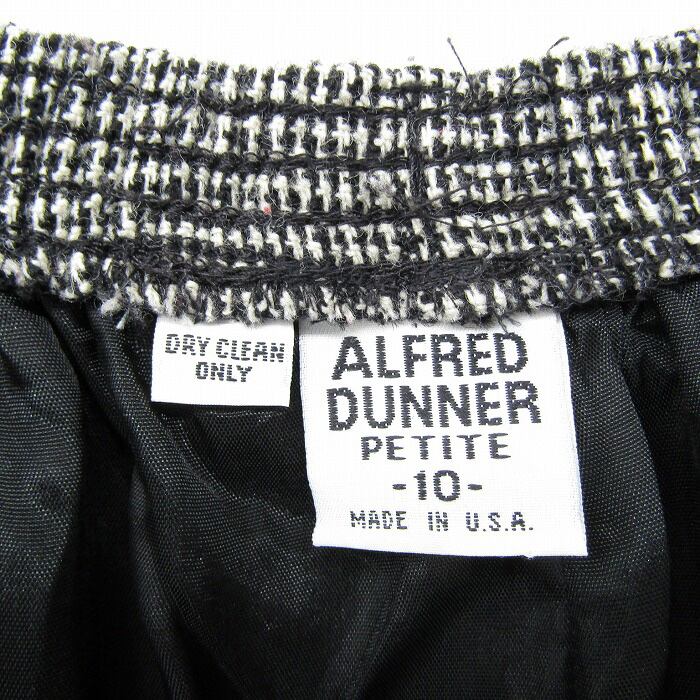 DRY CLEAN
ONLY
ALFRED
DUNNER
PETITE
-10-
MADE IN U.S.A.